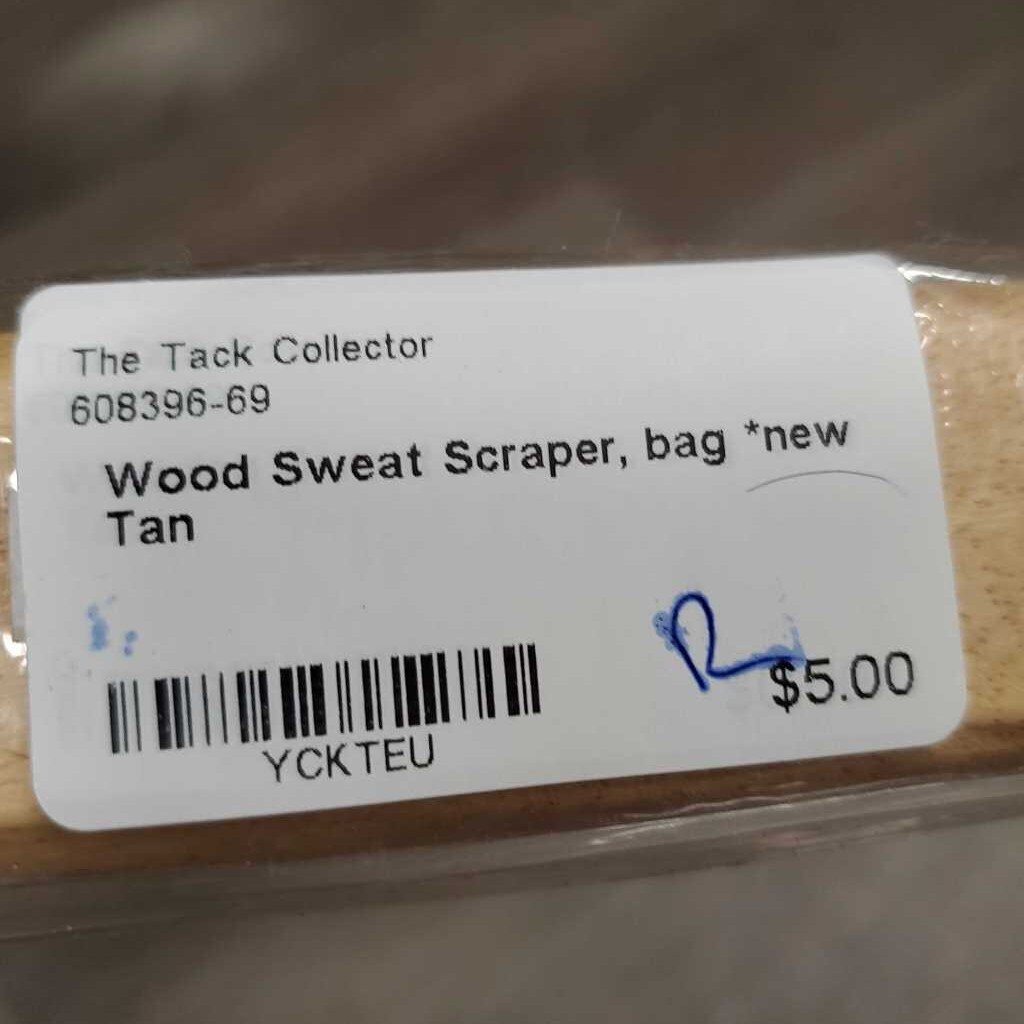 The Tack Collector
608396-69
Wood Sweat Scraper, bag *new
Tan
R
$5.00
YCKTEU